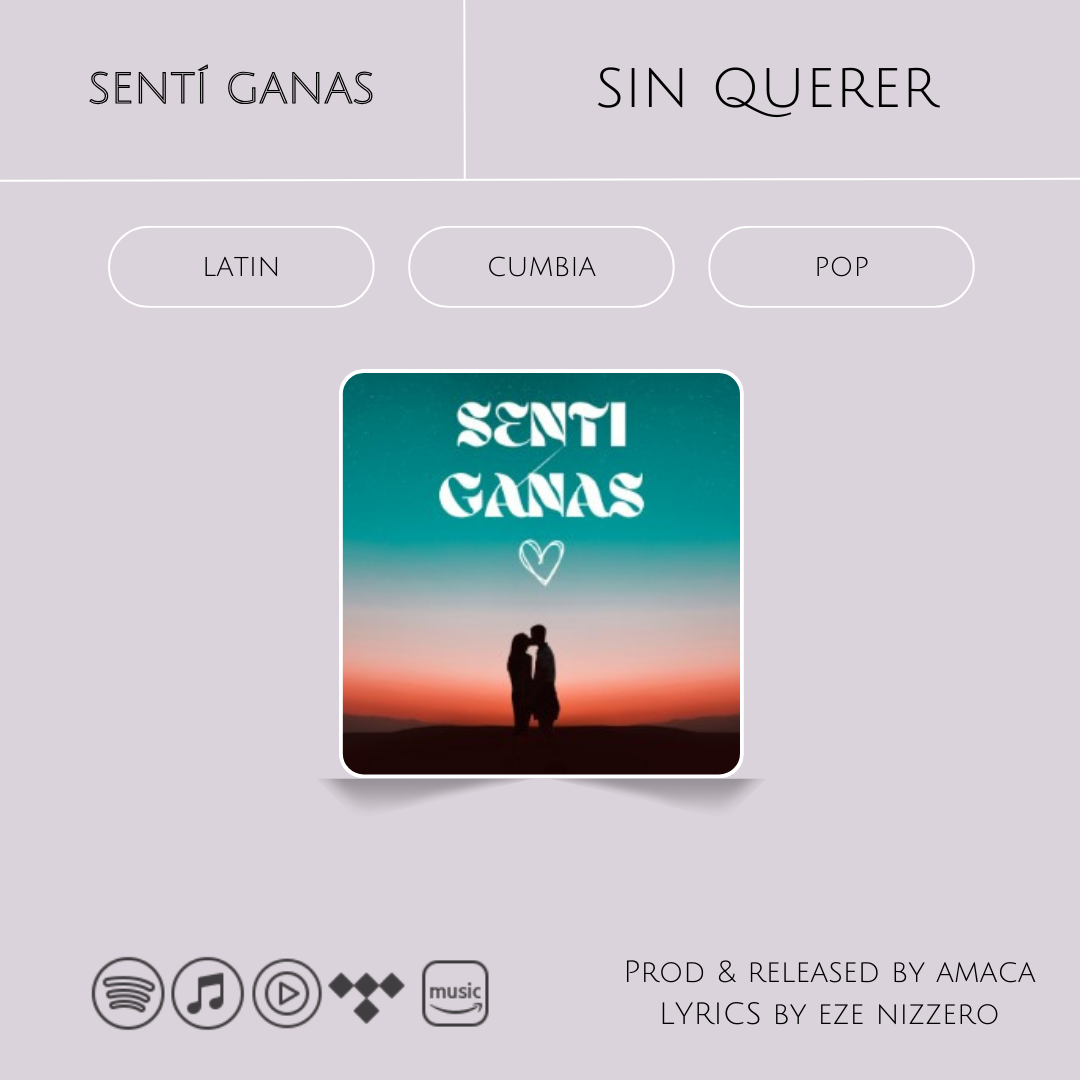 SENTÍ GANAS
SIN QUERER
LATIN
CUMBIA
POP
SENTI
GANAS
music
PROD & RELEASED BY AMACA
LYRICS BY EZE NIZZERO